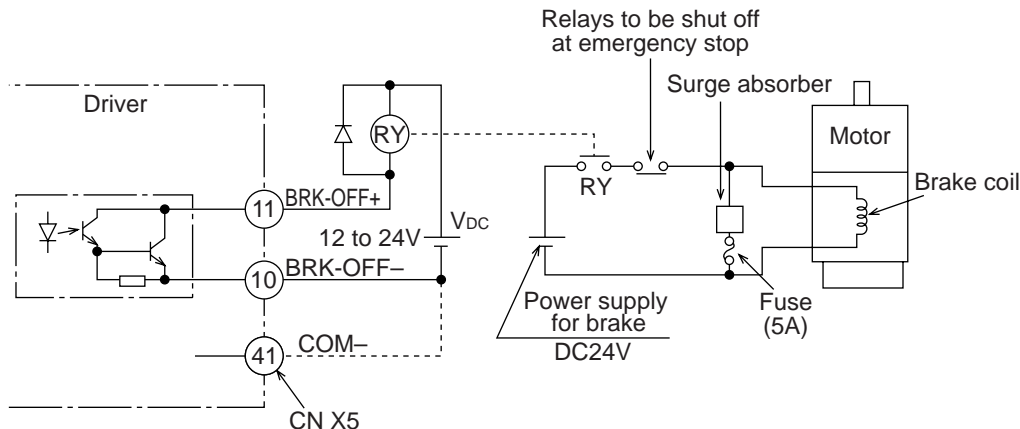 Relays to be shut off
at emergency stop
Surge absorber
Driver
RY
Motor
RY
Brake coil
11
BRK-OFF+
VDC
12 to 24V
10
BRK-OFF–
Power supply
for brake
DC24V
Fuse
(5A)
41
COM–
CN X5